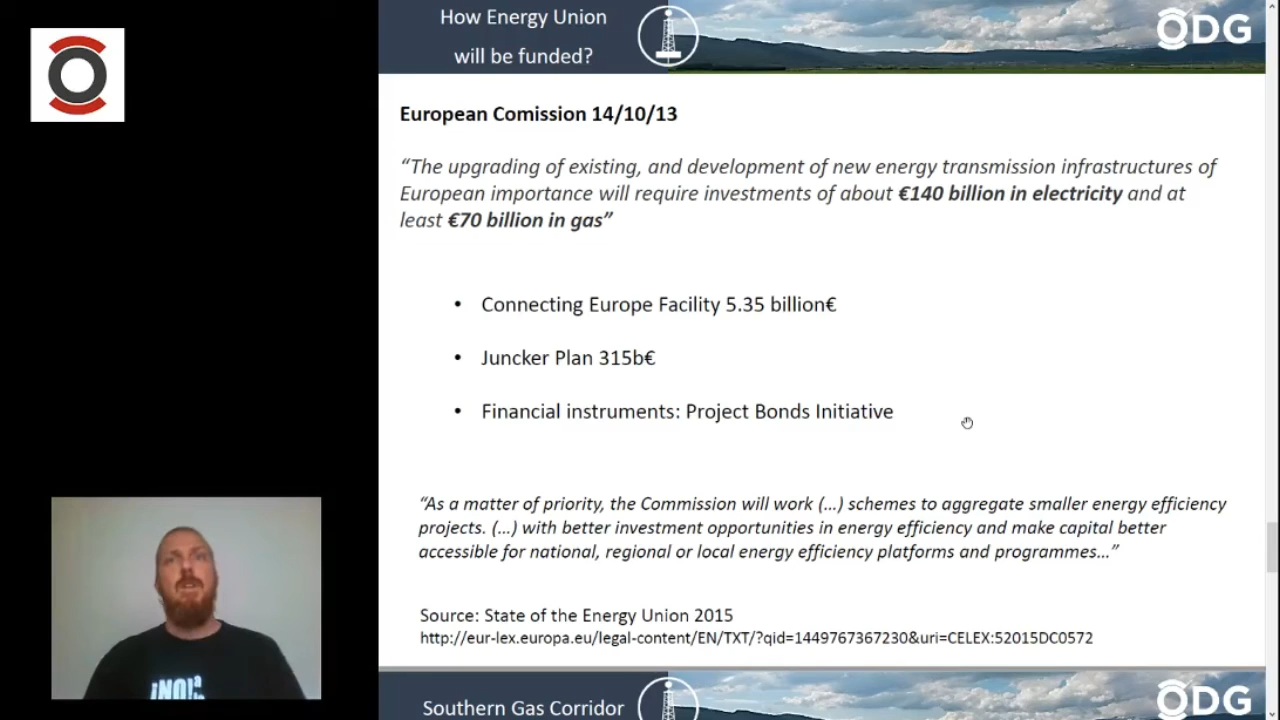 How Energy Union
will be funded?
ODG
European Comission 14/10/13
“The upgrading of existing, and development of new energy transmission infrastructures of
European importance will require investments of about €140 billion in electricity and at
least €70 billion in gas”
• Connecting Europe Facility 5.35 billion€
• Juncker Plan 315b€
• Financial instruments: Project Bonds Initiative
“As a matter of priority, the Commission will work (…) schemes to aggregate smaller energy efficiency
projects. (…) with better investment opportunities in energy efficiency and make capital better
accessible for national, regional or local energy efficiency platforms and programmes…”
Source: State of the Energy Union 2015
http://eur-lex.europa.eu/legal-content/EN/TXT/?qid=1449767367230&uri=CELEX:52015DC0572
¡NO!a
Southern Gas Corridor
ODG